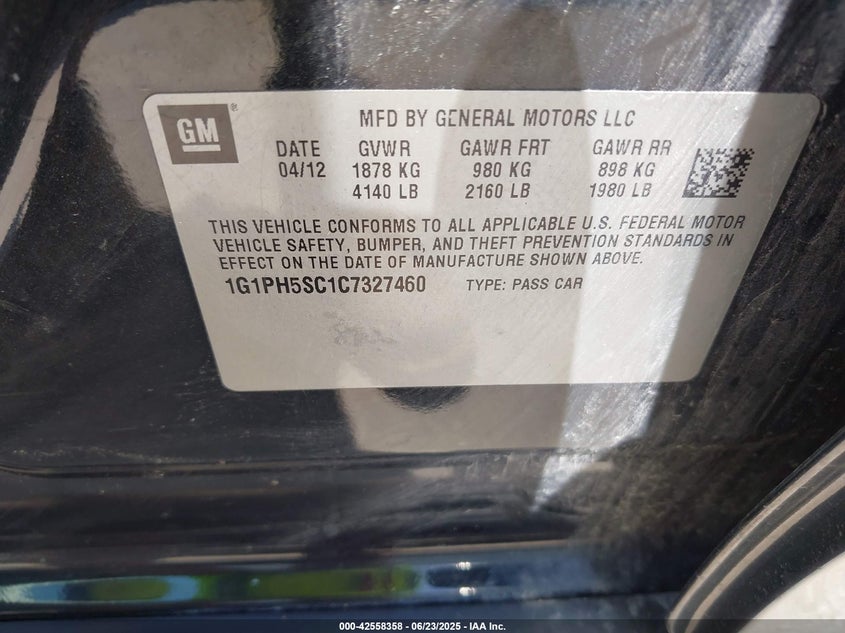 GM®
MFD BY GENERAL MOTORS LLC
DATE GVWR GAWR FRT GAWR RR
04/12 1878 KG 980 KG 898 KG
4140 LB 2160 LB 1980 LB
THIS VEHICLE CONFORMS TO ALL APPLICABLE U.S. FEDERAL MOTOR
VEHICLE SAFETY, BUMPER, AND THEFT PREVENTION STANDARDS IN
EFFECT ON THE DATE OF MANUFACTURE SHOWN ABOVE.
1G1PH5SC1C7327460 TYPE: PASS CAR
000-42558358 - 06/23/2025 - IAA Inc.